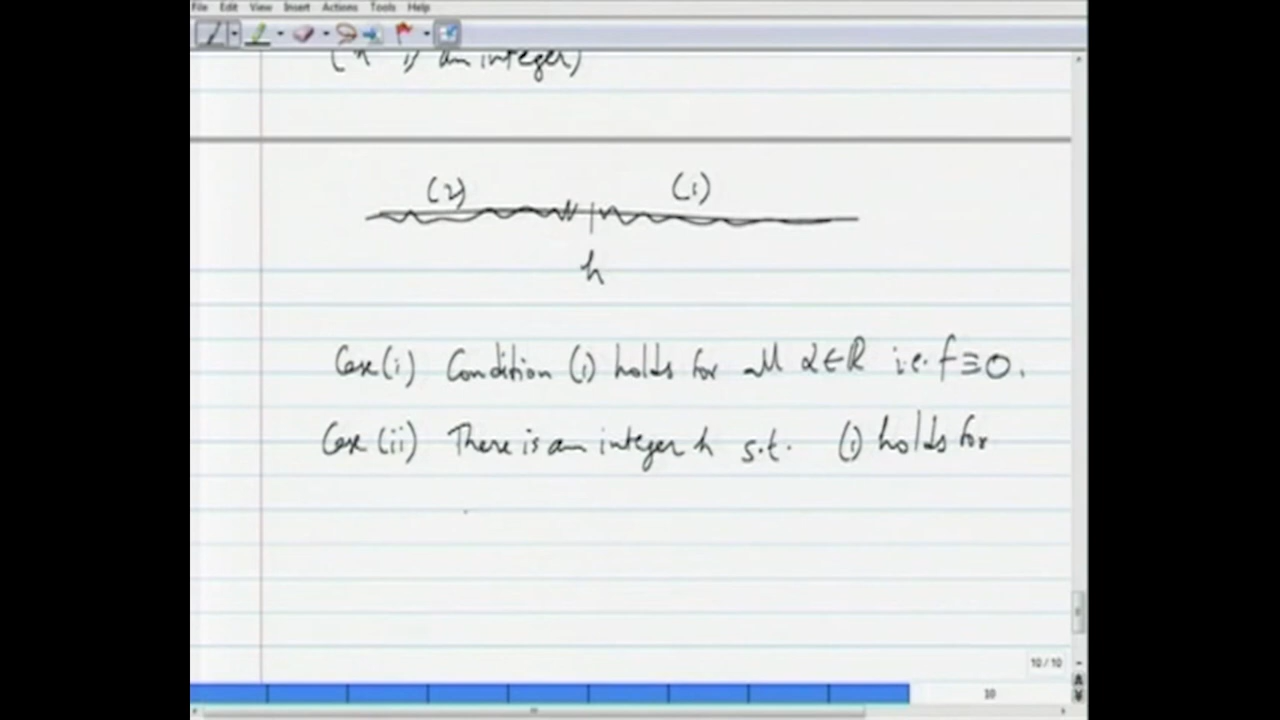 File Edit View Insert Actions Tools Help
("h" is an integer)
(2) (1)
h
Case (i) Condition (1) holds for all α∈R i.e. f≡0.
Case (ii) There is an integer h s.t. (1) holds for
10/10
10